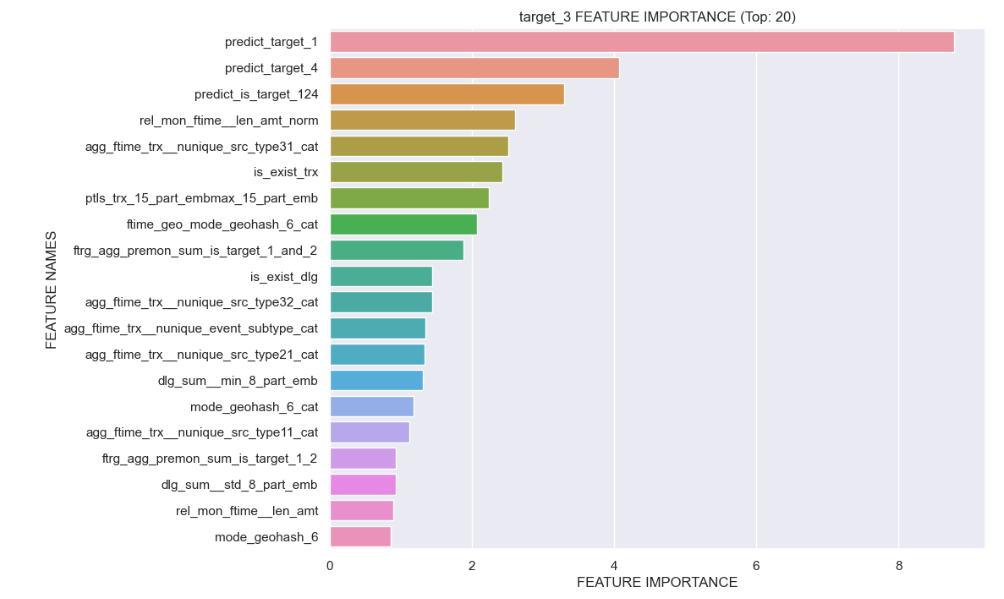 target_3 FEATURE IMPORTANCE (Top: 20)
FEATURE NAMES
predict_target_1
predict_target_4
predict_is_target_124
rel_mon_ftime__len_amt_norm
agg_ftime_trx__nunique_src_type31_cat
is_exist_trx
ptls_trx_15_part_embmax_15_part_emb
ftime_geo_mode_geohash_6_cat
ftrg_agg_premon_sum_is_target_1_and_2
is_exist_dlg
agg_ftime_trx__nunique_src_type32_cat
agg_ftime_trx__nunique_event_subtype_cat
agg_ftime_trx__nunique_src_type21_cat
dlg_sum__min_8_part_emb
mode_geohash_6_cat
agg_ftime_trx__nunique_src_type11_cat
ftrg_agg_premon_sum_is_target_1_2
dlg_sum__std_8_part_emb
rel_mon_ftime__len_amt
mode_geohash_6
0 2 4 6 8
FEATURE IMPORTANCE